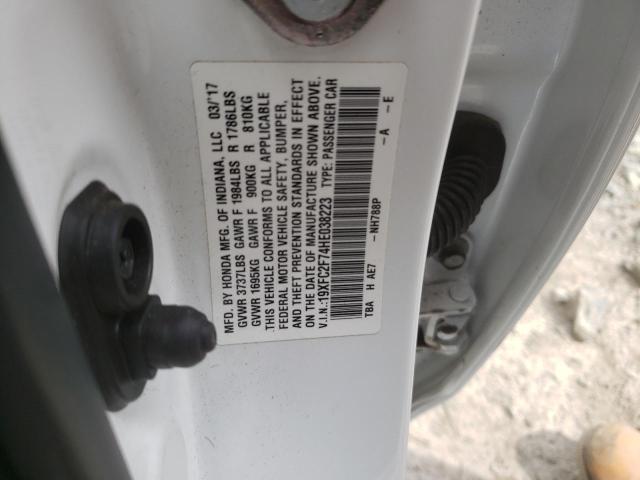 MFD. BY HONDA MFG. OF INDIANA, LLC 03/'17
GVWR 3737LBS GAWR F 1984LBS R 1786LBS
GVWR 1695KG GAWR F 900KG R 810KG
THIS VEHICLE CONFORMS TO ALL APPLICABLE
FEDERAL MOTOR VEHICLE SAFETY, BUMPER,
AND THEFT PREVENTION STANDARDS IN EFFECT
ON THE DATE OF MANUFACTURE SHOWN ABOVE.
V.I.N.:19XFC2F74HE038223 TYPE: PASSENGER CAR
TBA H AE7 -NH788P -A -E